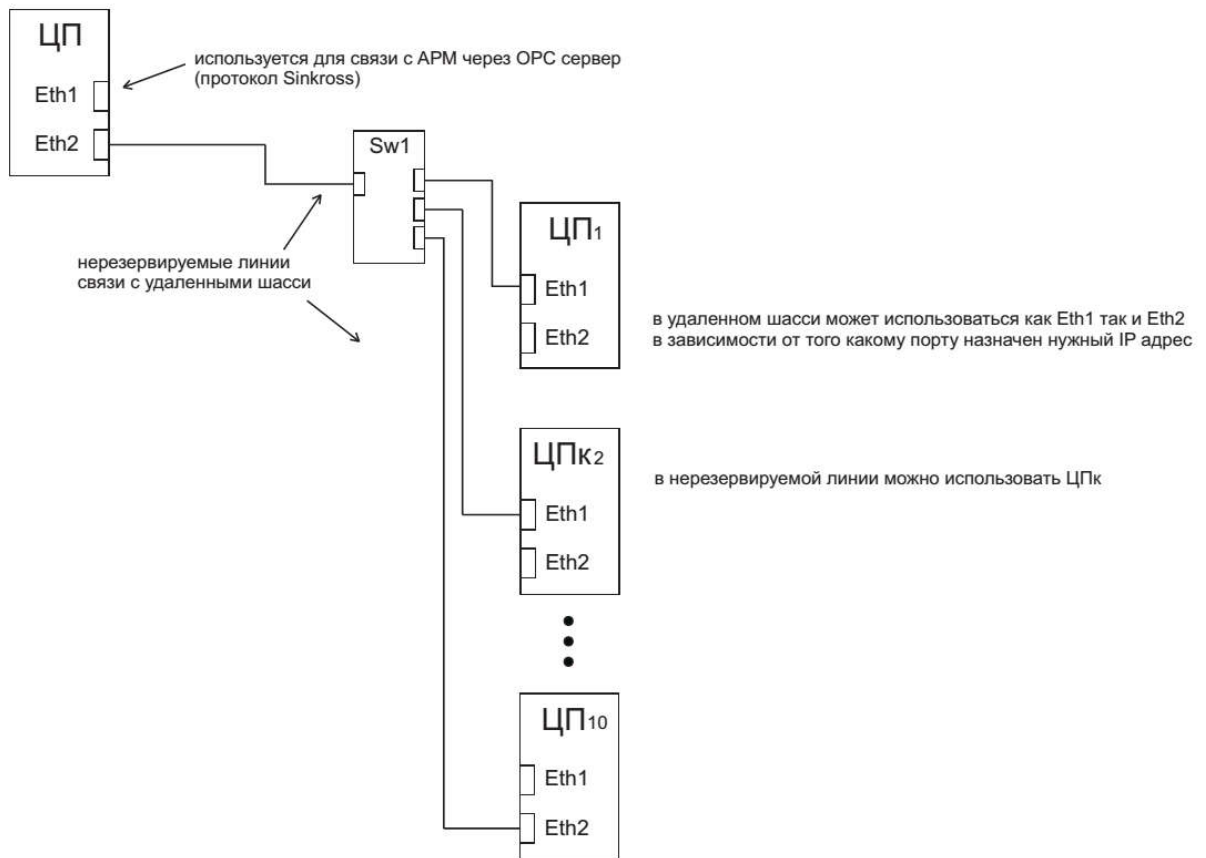 ЦП
используется для связи с АРМ через OPC сервер
(протокол Sinkross)
Eth1
Eth2
Sw1
нерезервируемые линии
связи с удаленными шасси
ЦП1
Eth1
Eth2
в удаленном шасси может использоваться как Eth1 так и Eth2
в зависимости от того какому порту назначен нужный IP адрес
ЦПк2
в нерезервируемой линии можно использовать ЦПк
Eth1
Eth2
ЦП10
Eth1
Eth2